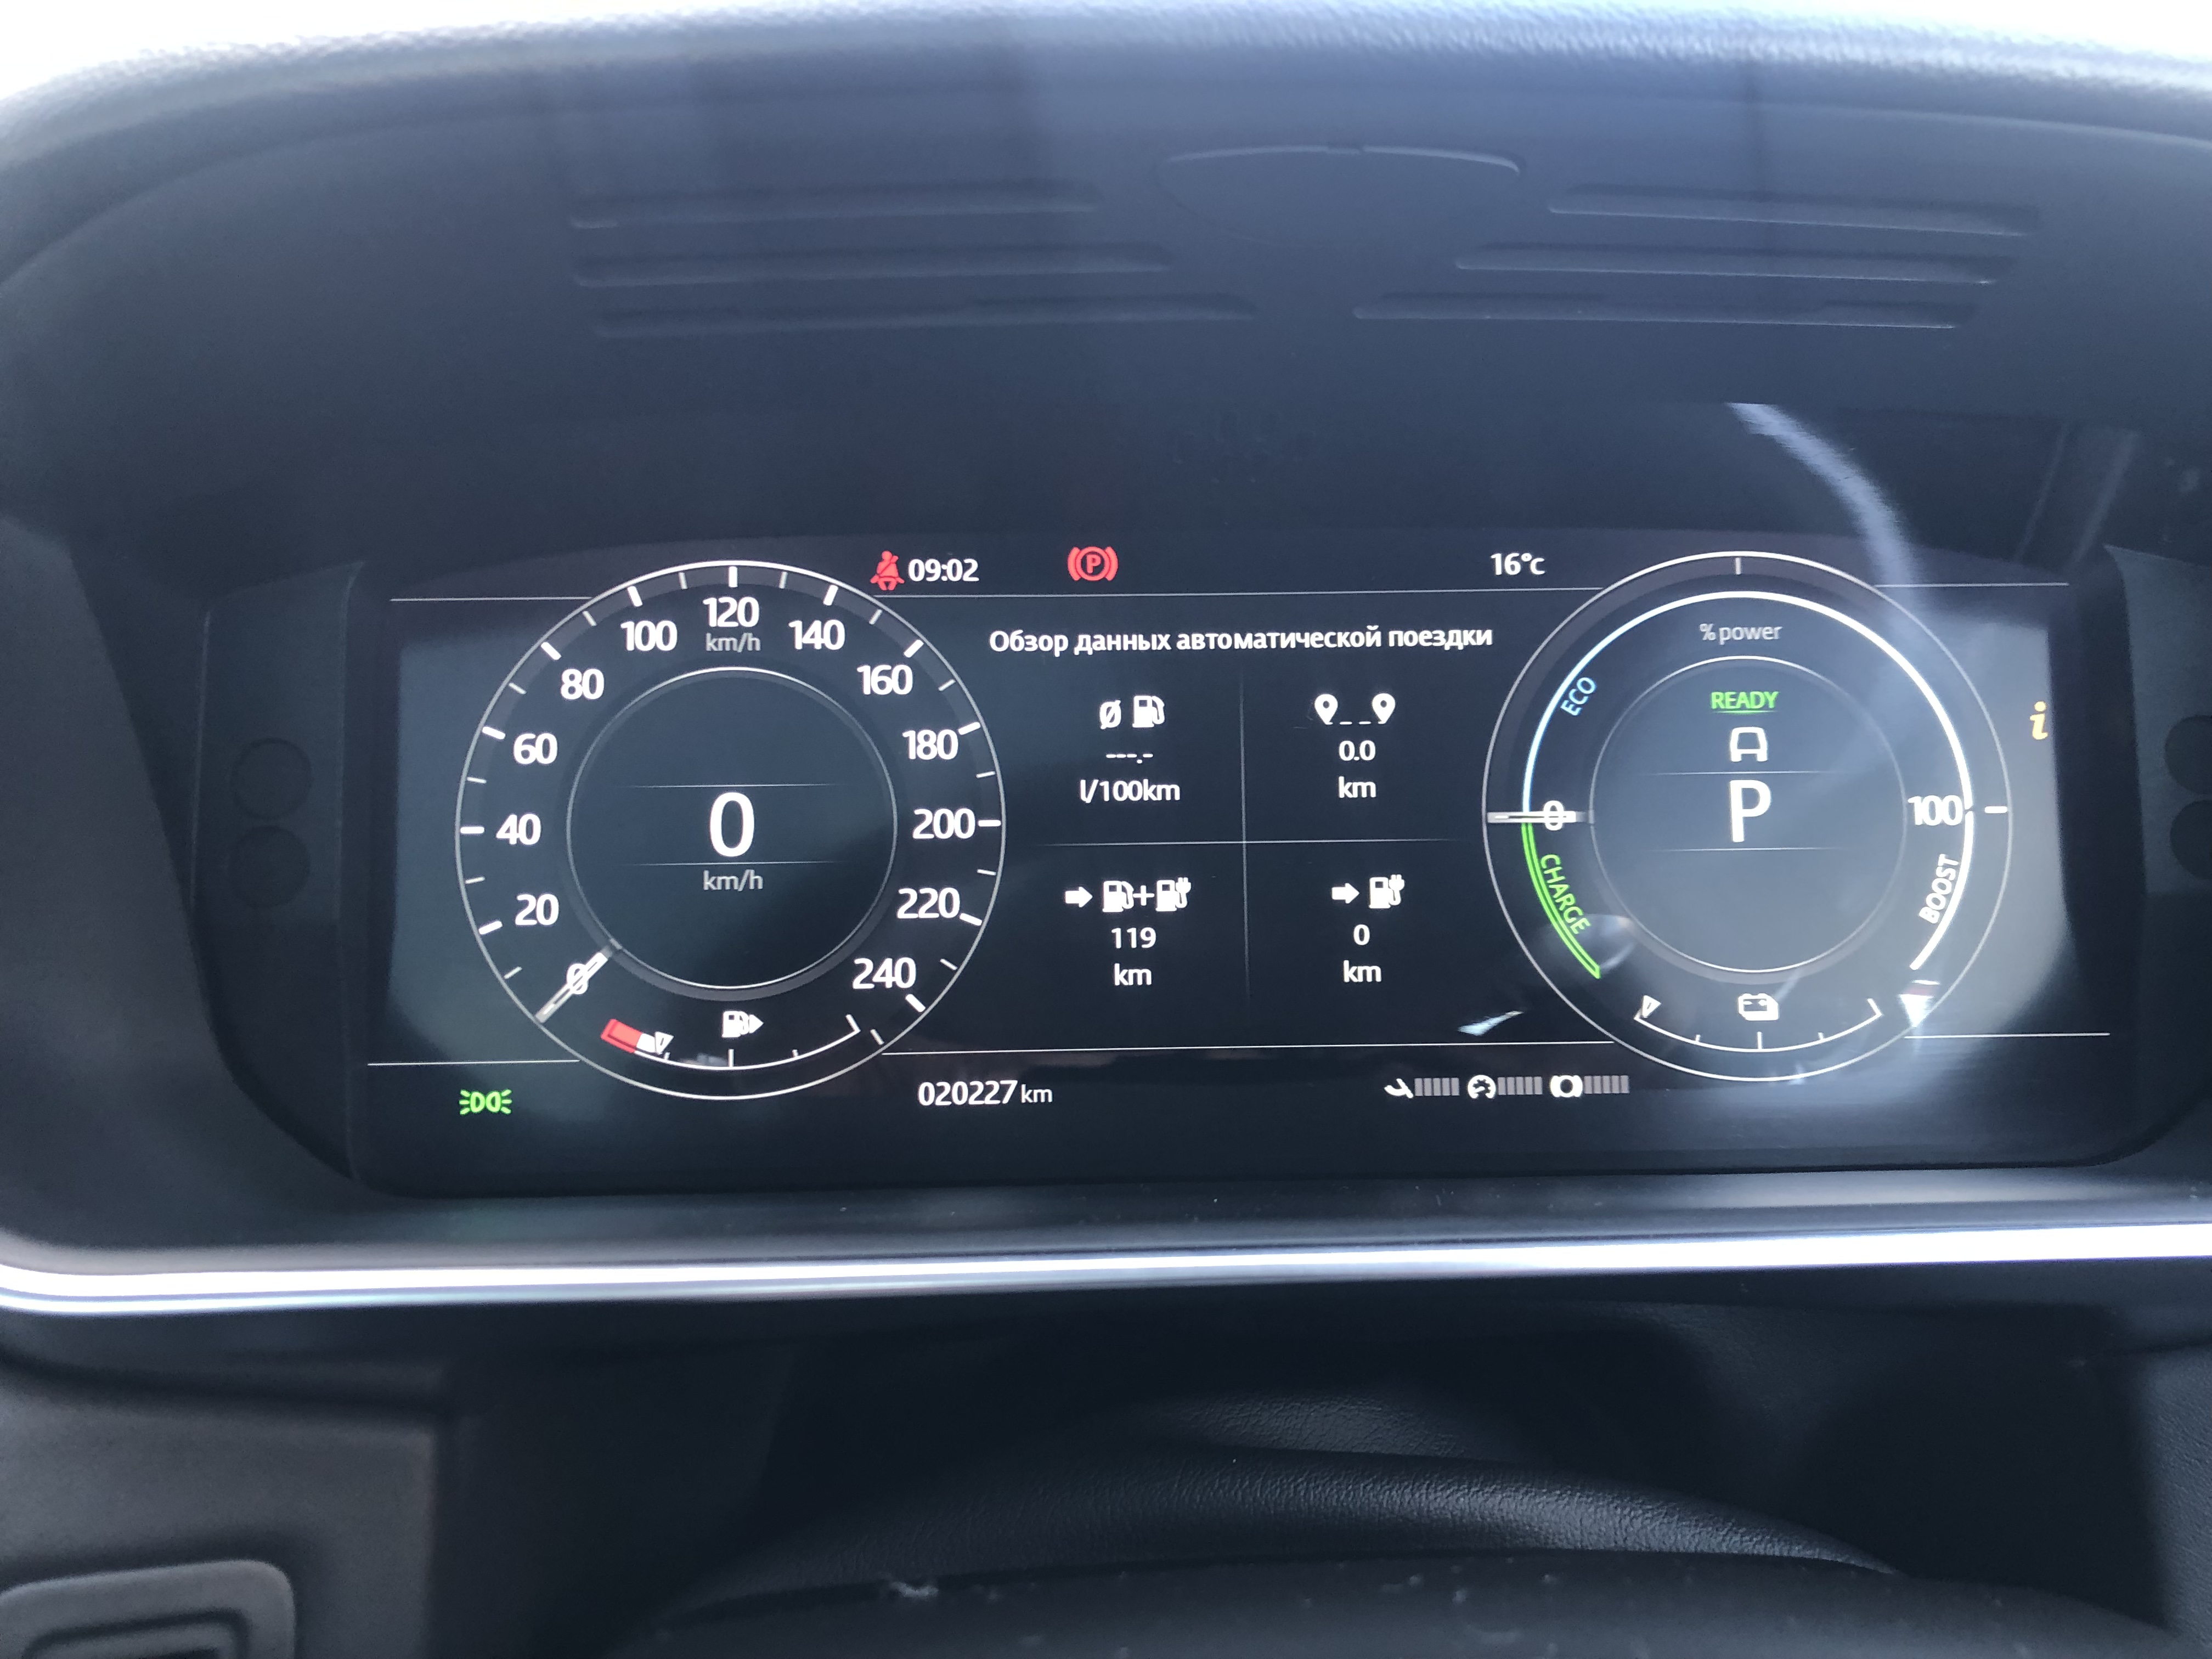 09:02
P
16°c
Обзор данных автоматической поездки
120
km/h
100
140
80
160
60
180
40
200
20
220
0
240
0
km/h
Ø
---.-
l/100km
0.0
km
119
km
0
km
% power
READY
P
ECO
0
100
CHARGE
BOOST
i
020227 km